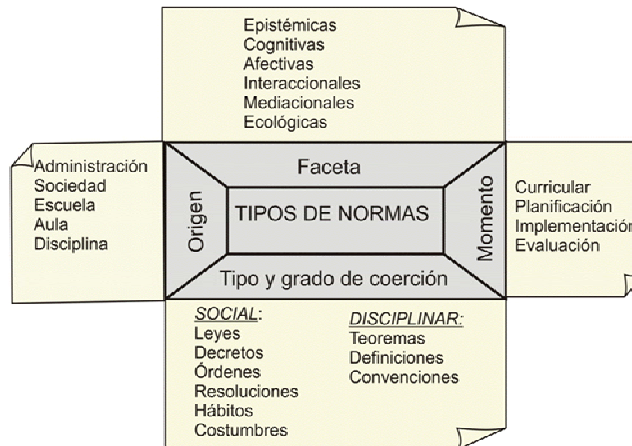 Epistémicas
Cognitivas
Afectivas
Interaccionales
Mediacionales
Ecológicas
Administración
Sociedad
Escuela
Aula
Disciplina
Origen
Faceta
TIPOS DE NORMAS
Tipo y grado de coerción
Momento
Curricular
Planificación
Implementación
Evaluación
SOCIAL:
Leyes
Decretos
Órdenes
Resoluciones
Hábitos
Costumbres
DISCIPLINAR:
Teoremas
Definiciones
Convenciones